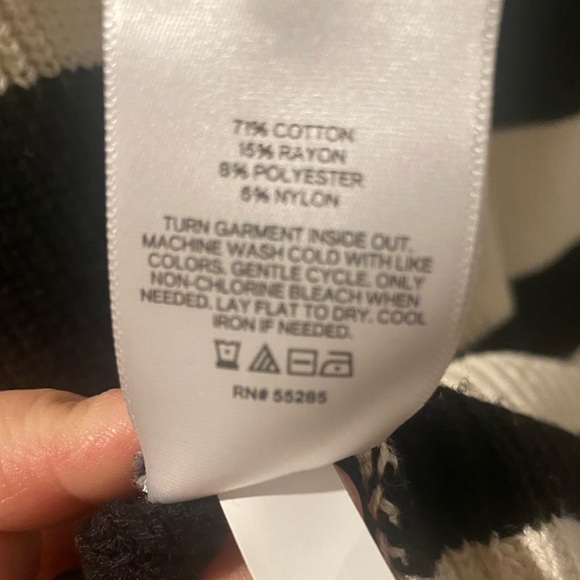 71% COTTON
15% RAYON
8% POLYESTER
6% NYLON
TURN GARMENT INSIDE OUT.
MACHINE WASH COLD WITH LIKE
COLORS. GENTLE CYCLE. ONLY
NON-CHLORINE BLEACH WHEN
NEEDED. LAY FLAT TO DRY. COOL
IRON IF NEEDED.
RN# 55285